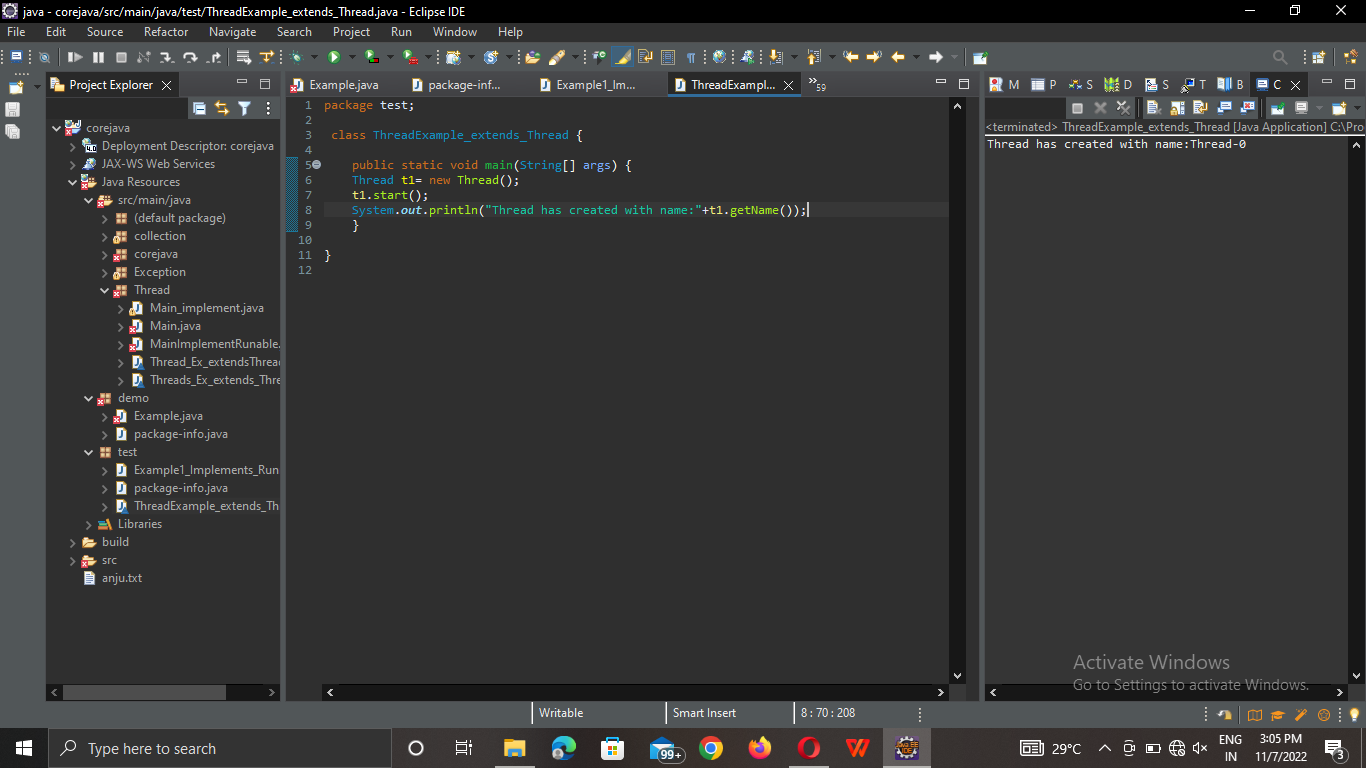 java - corejava/src/main/java/test/ThreadExample_extends_Thread.java - Eclipse IDE
File Edit Source Refactor Navigate Search Project Run Window Help
Project Explorer
corejava
Deployment Descriptor: corejava
JAX-WS Web Services
Java Resources
src/main/java
(default package)
collection
corejava
Exception
Thread
Main_implement.java
Main.java
MainImplementRunable.
Thread_Ex_extendsThrea
Threads_Ex_extends_Thre
demo
Example.java
package-info.java
test
Example1_Implements_Run
package-info.java
ThreadExample_extends_Th
Libraries
build
src
anju.txt
Example.java package-inf... Example1_Im... ThreadExampl... 59
1 package test;
2
3 class ThreadExample_extends_Thread {
4
5 public static void main(String[] args) {
6 Thread t1= new Thread();
7 t1.start();
8 System.out.println("Thread has created with name:"+t1.getName());
9 }
10
11 }
12
M P S D S T B C
<terminated> ThreadExample_extends_Thread [Java Application] C:\Pro
Thread has created with name:Thread-0
Activate Windows
Go to Settings to activate Windows.
Writable Smart Insert 8 : 70 : 208
Type here to search
99+
29°C
ENG
IN
3:05 PM
11/7/2022
3